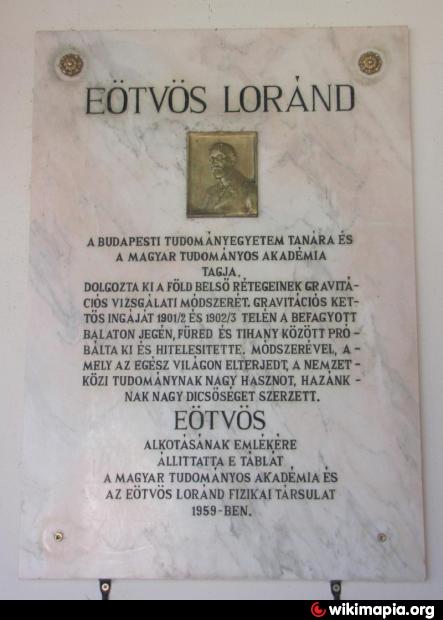 EÖTVÖS LORÁND
A BUDAPESTI TUDOMÁNYEGYETEM TANÁRA ÉS
A MAGYAR TUDOMÁNYOS AKADÉMIA
TAGJA.
DOLGOZTA KI A FÖLD BELSŐ RÉTEGEINEK GRAVITÁ-
CIÓS VIZSGÁLATI MÓDSZERÉT. GRAVITÁCIÓS KET-
TŐS INGÁJÁT 1901/2 ÉS 1902/3 TELÉN A BEFAGYOTT
BALATON JEGÉN, FÜRED ÉS TIHANY KÖZÖTT PRÓ-
BÁLTA KI ÉS HITELESITETTE. MÓDSZERÉVEL, A-
MELY AZ EGÉSZ VILÁGON ELTERJEDT, A NEMZET-
KÖZI TUDOMÁNYNAK NAGY HASZNOT, HAZÁNK-
NAK NAGY DICSŐSÉGET SZERZETT.
EÖTVÖS
ALKOTÁSÁNAK EMLÉKÉRE
ÁLLITTATTA E TÁBLÁT
A MAGYAR TUDOMÁNYOS AKADÉMIA ÉS
AZ EÖTVÖS LORÁND FIZIKAI TÁRSULAT
1959-BEN.
wikimapia.org